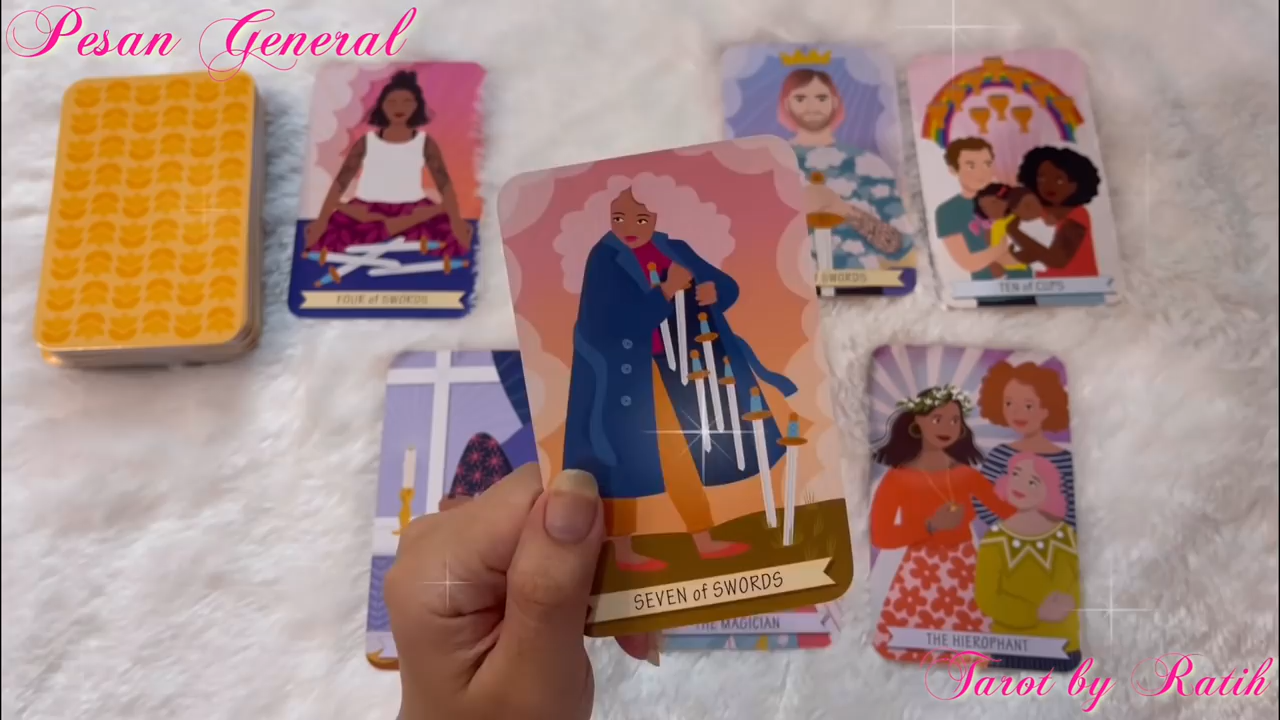 Pesan General
FOUR of SWORDS
SWORDS
TEN of CUPS
SEVEN of SWORDS
THE MAGICIAN
THE HIEROPHANT
Tarot by Ratih